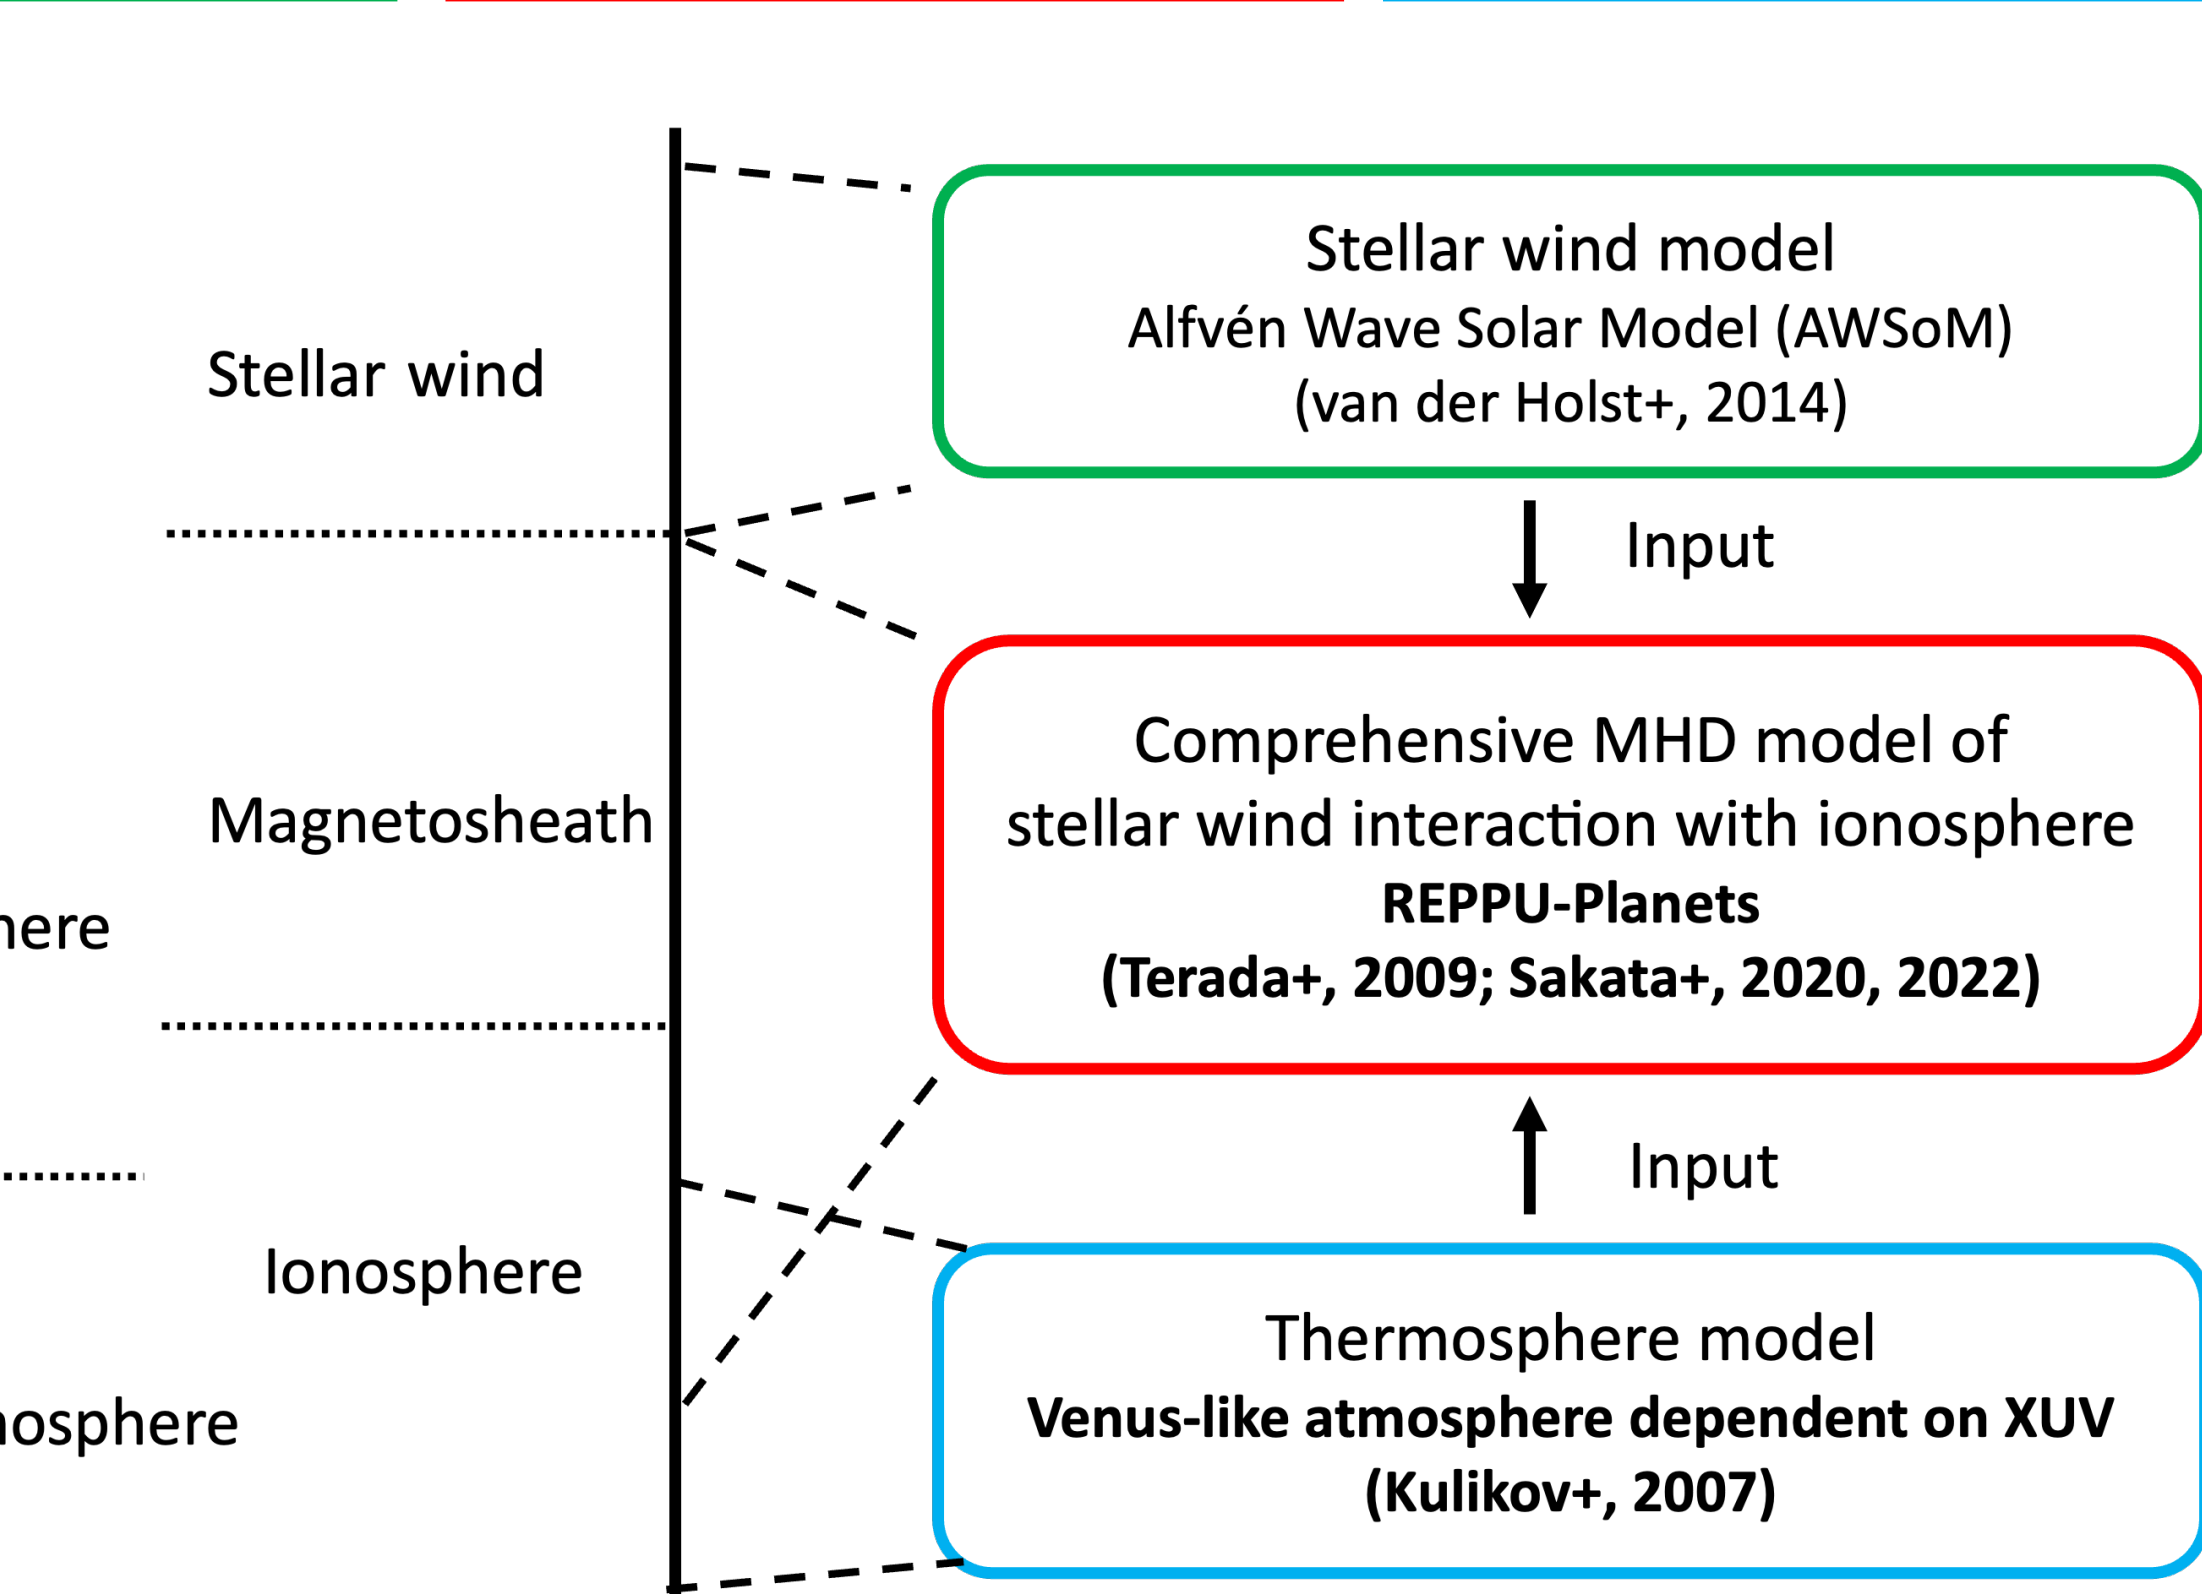 Stellar wind
Magnetosheath
Ionosphere
Stellar wind model
Alfvén Wave Solar Model (AWSoM)
(van der Holst+, 2014)
Input
Comprehensive MHD model of
stellar wind interaction with ionosphere
REPPU-Planets
(Terada+, 2009; Sakata+, 2020, 2022)
Input
Thermosphere model
Venus-like atmosphere dependent on XUV
(Kulikov+, 2007)